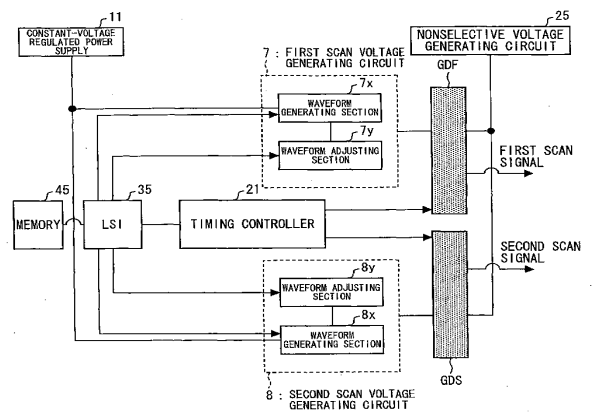 11
CONSTANT-VOLTAGE
REGULATED POWER
SUPPLY
25
NONSELECTIVE VOLTAGE
GENERATING CIRCUIT
7 : FIRST SCAN VOLTAGE
GENERATING CIRCUIT
GDF
7x
WAVEFORM
GENERATING SECTION
7y
WAVEFORM ADJUSTING
SECTION
FIRST SCAN
SIGNAL
45
MEMORY
35
LSI
21
TIMING CONTROLLER
SECOND SCAN
SIGNAL
8y
WAVEFORM ADJUSTING
SECTION
8x
WAVEFORM
GENERATING SECTION
GDS
8 : SECOND SCAN VOLTAGE
GENERATING CIRCUIT